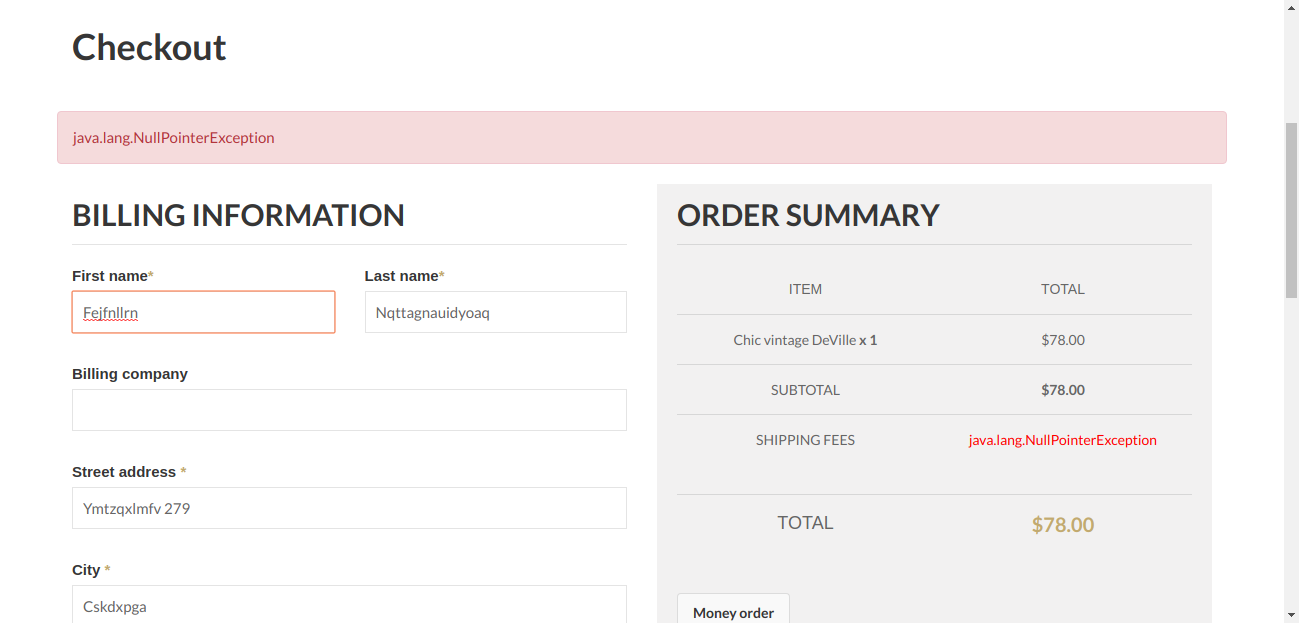 Checkout
java.lang.NullPointerException
BILLING INFORMATION
First name*
Last name*
Fejfnllrn
Nqttagnauidyoaq
Billing company
Street address *
Ymtzqxlmfv 279
City *
Cskdxpga
ORDER SUMMARY
ITEM TOTAL
Chic vintage DeVille x 1 $78.00
SUBTOTAL $78.00
SHIPPING FEES java.lang.NullPointerException
TOTAL $78.00
Money order